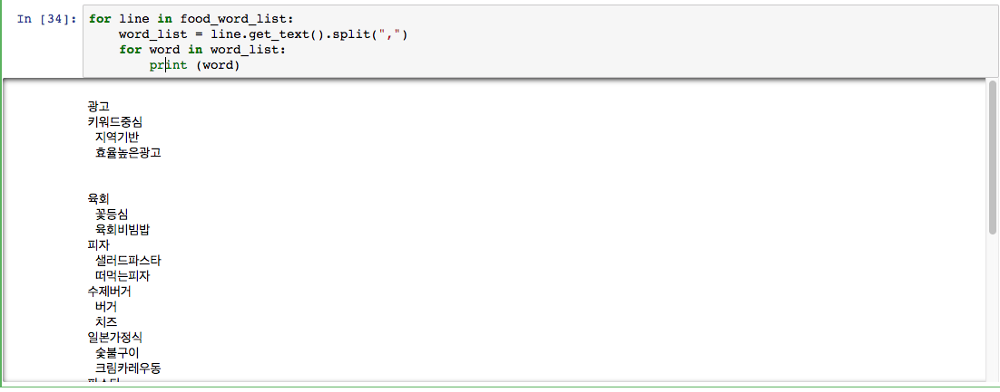 In [34]: for line in food_word_list:
    word_list = line.get_text().split(",")
    for word in word_list:
        print (word)
광고
키워드중심
 지역기반
 효율높은광고
육회
 꽃등심
 육회비빔밥
피자
 샐러드파스타
 떠먹는피자
수제버거
 버거
 치즈
일본가정식
 숯불구이
 크림카레우동